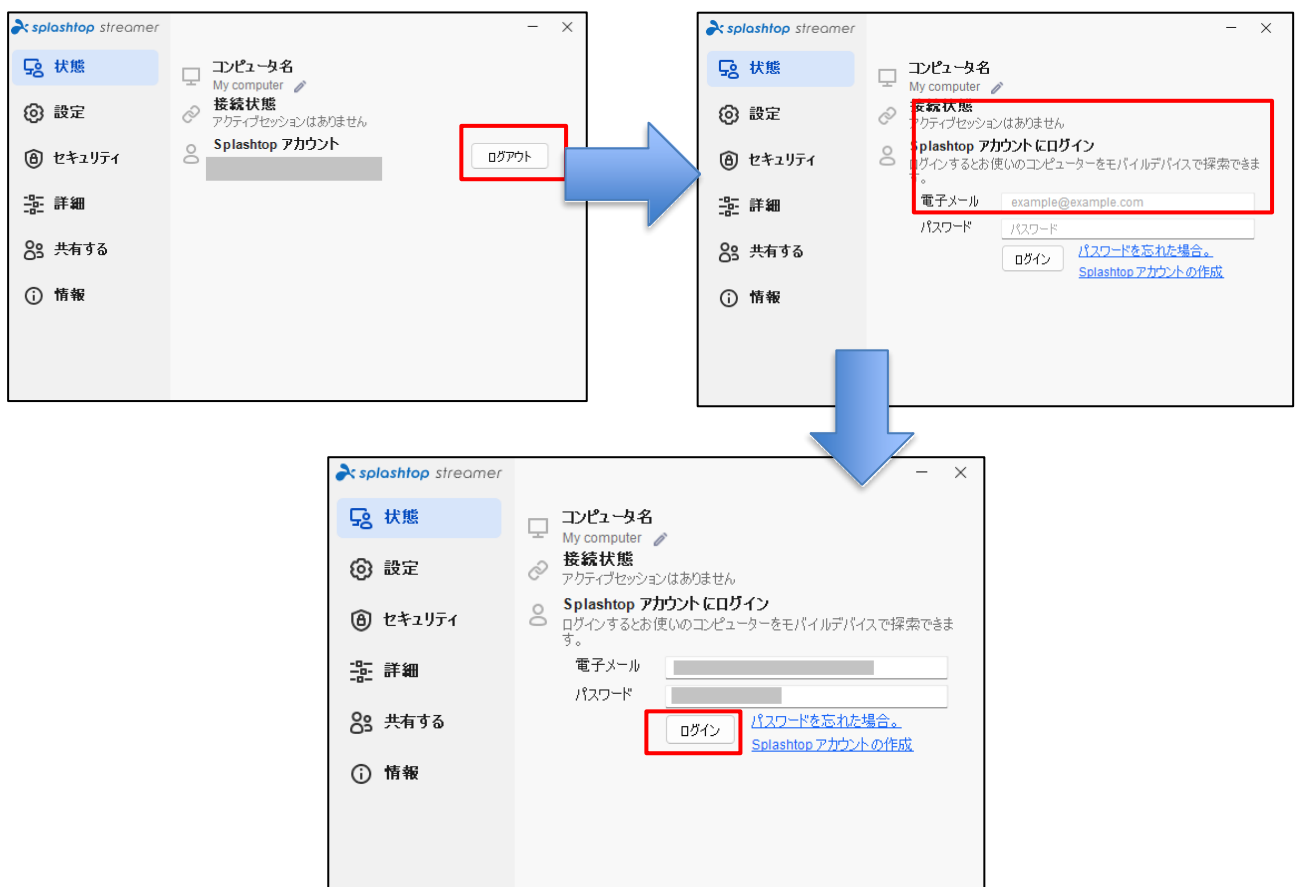 splashtop streamer
状態
設定
セキュリティ
詳細
共有する
情報
コンピュータ名
My computer
接続状態
アクティブセッションはありません
Splashtop アカウント
ログアウト
splashtop streamer
状態
設定
セキュリティ
詳細
共有する
情報
コンピュータ名
My computer
接続状態
アクティブセッションはありません
Splashtop アカウントにログイン
ログインするとお使いのコンピューターをモバイルデバイスで探索できま
す。
電子メール example@example.com
パスワード パスワード
ログイン パスワードを忘れた場合。
Splashtop アカウントの作成
splashtop streamer
状態
設定
セキュリティ
詳細
共有する
情報
コンピュータ名
My computer
接続状態
アクティブセッションはありません
Splashtop アカウントにログイン
ログインするとお使いのコンピューターをモバイルデバイスで探索できま
す。
電子メール
パスワード
ログイン パスワードを忘れた場合。
Splashtop アカウントの作成